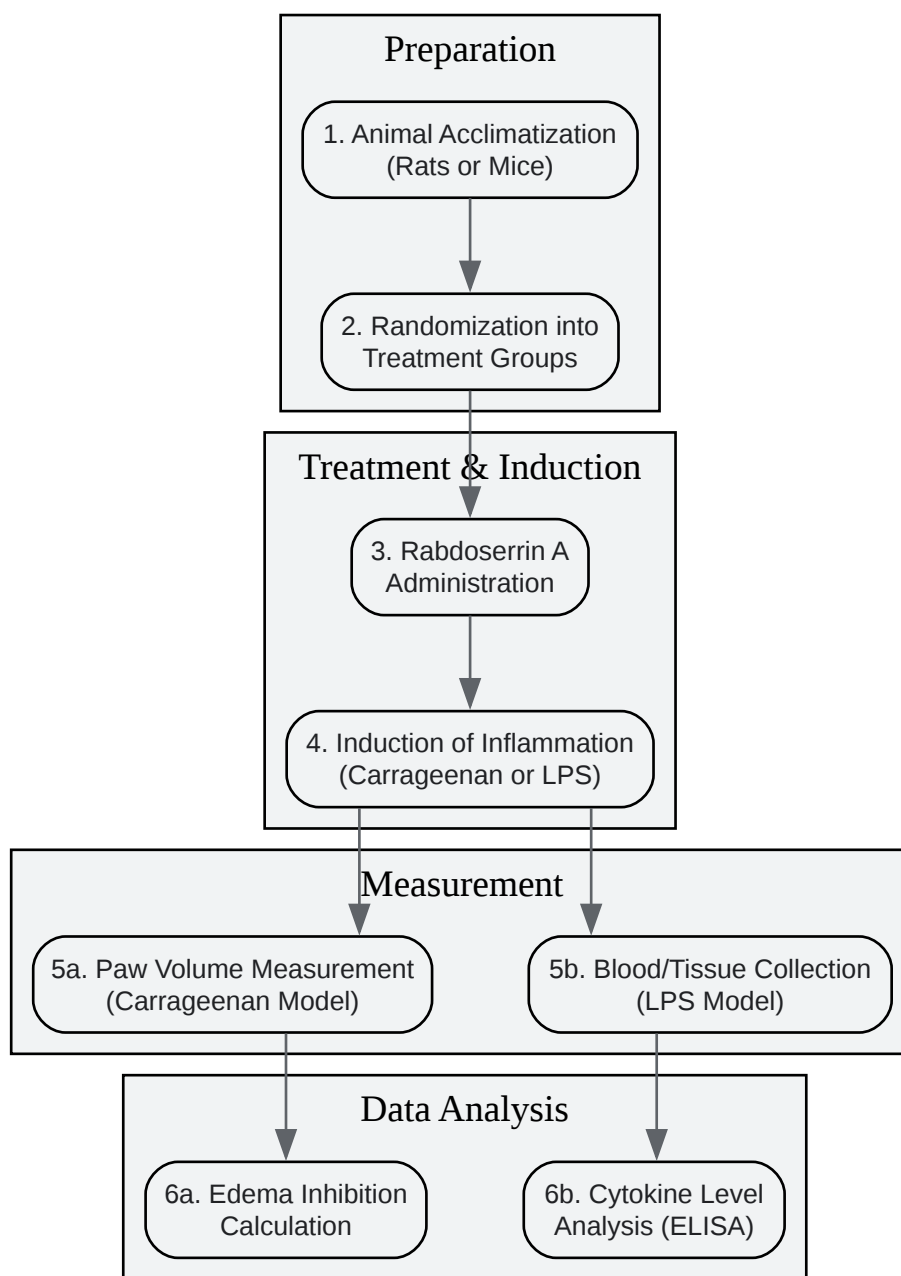 Preparation
1. Animal Acclimatization
(Rats or Mice)
2. Randomization into
Treatment Groups
Treatment & Induction
3. Rabdoserrin A
Administration
4. Induction of Inflammation
(Carrageenan or LPS)
Measurement
5a. Paw Volume Measurement
(Carrageenan Model)
5b. Blood/Tissue Collection
(LPS Model)
Data Analysis
6a. Edema Inhibition
Calculation
6b. Cytokine Level
Analysis (ELISA)